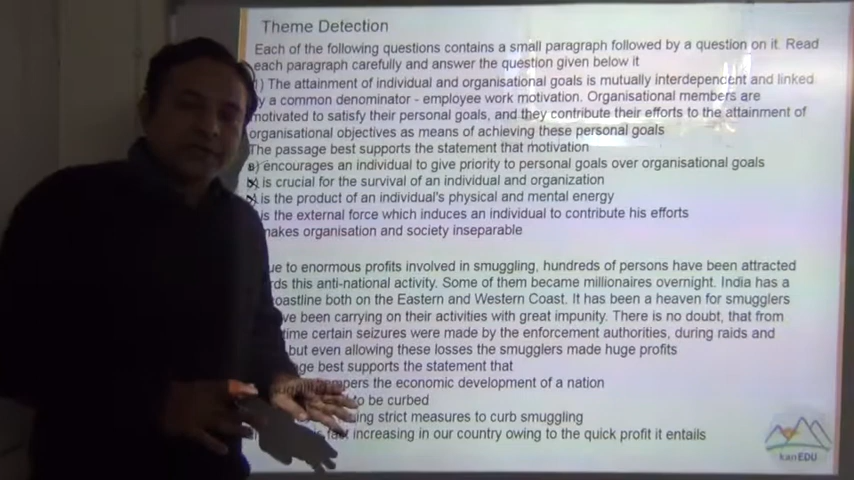 Theme Detection
Each of the following questions contains a small paragraph followed by a question on it. Read
each paragraph carefully and answer the question given below it
1) The attainment of individual and organisational goals is mutually interdependent and linked
by a common denominator - employee work motivation. Organisational members are
motivated to satisfy their personal goals, and they contribute their efforts to the attainment of
organisational objectives as means of achieving these personal goals
The passage best supports the statement that motivation
encourages an individual to give priority to personal goals over organisational goals
is crucial for the survival of an individual and organization
is the product of an individual's physical and mental energy
is the external force which induces an individual to contribute his efforts
makes organisation and society inseparable
to enormous profits involved in smuggling, hundreds of persons have been attracted
this anti-national activity. Some of them became millionaires overnight. India has a
coastline both on the Eastern and Western Coast. It has been a heaven for smugglers
been carrying on their activities with great impunity. There is no doubt, that from
time certain seizures were made by the enforcement authorities, during raids and
but even allowing these losses the smugglers made huge profits
best supports the statement that
the economic development of a nation
to be curbed
strict measures to curb smuggling
fast increasing in our country owing to the quick profit it entails
kanEDU